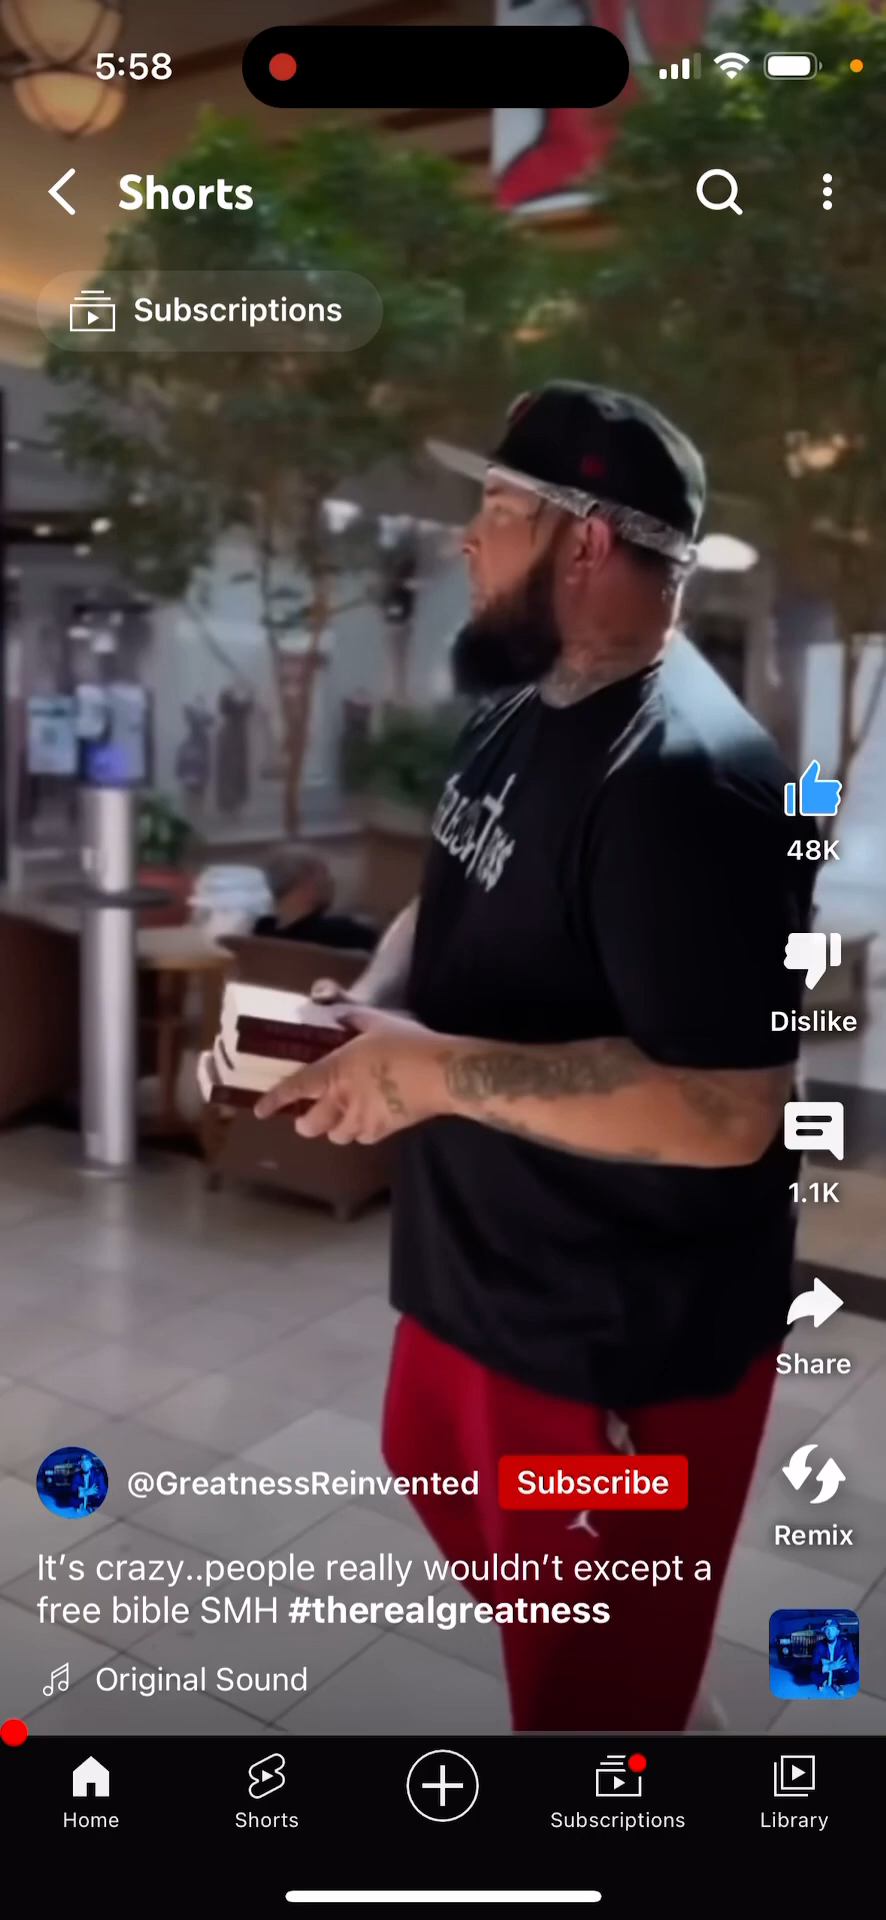 5:58
Shorts
Subscriptions
48K
Dislike
1.1K
Share
@GreatnessReinvented Subscribe
Remix
It’s crazy..people really wouldn’t except a
free bible SMH #therealgreatness
Original Sound
Home Shorts Subscriptions Library